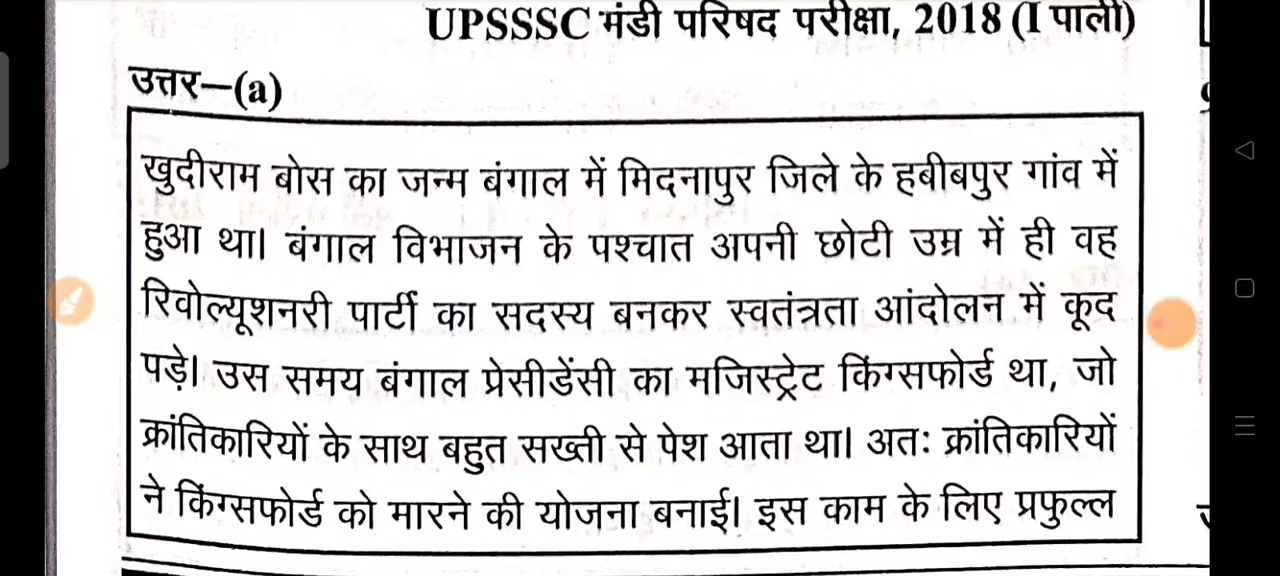 UPSSSC मंडी परिषद परीक्षा, 2018 (I पाली)
उत्तर–(a)
खुदीराम बोस का जन्म बंगाल में मिदनापुर जिले के हबीबपुर गांव में
हुआ था। बंगाल विभाजन के पश्चात अपनी छोटी उम्र में ही वह
रिवोल्यूशनरी पार्टी का सदस्य बनकर स्वतंत्रता आंदोलन में कूद
पड़े। उस समय बंगाल प्रेसीडेंसी का मजिस्ट्रेट किंग्सफोर्ड था, जो
क्रांतिकारियों के साथ बहुत सख्ती से पेश आता था। अतः क्रांतिकारियों
ने किंग्सफोर्ड को मारने की योजना बनाई। इस काम के लिए प्रफुल्ल